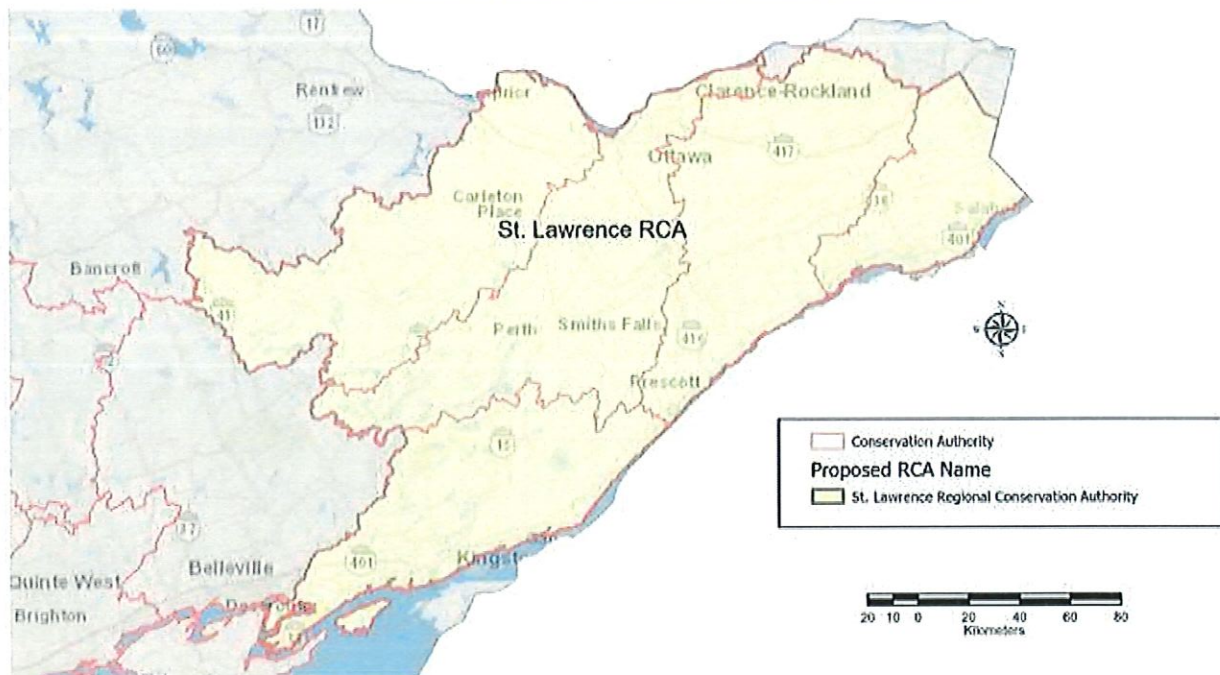 17
60
Renfrew
132
Clarence-Rockland
417
Ottawa
Carleton
Place
St. Lawrence RCA
401
Bancroft
41
7
Perth
Smiths Falls
416
Prescott
15
Conservation Authority
Proposed RCA Name
St. Lawrence Regional Conservation Authority
401
Belleville
Quinte West
Brighton
20 10 0 20 40 60 80
Kilometers